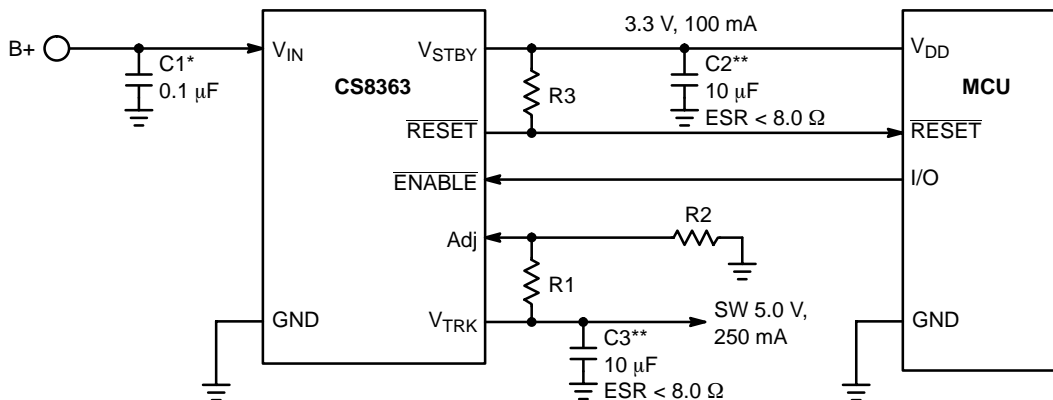 B+
C1*
0.1 μF
V_IN
CS8363
V_STBY
RESET
ENABLE
Adj
V_TRK
GND
3.3 V, 100 mA
R3
C2**
10 μF
ESR < 8.0 Ω
R2
R1
SW 5.0 V,
250 mA
C3**
10 μF
ESR < 8.0 Ω
V_DD
MCU
RESET
I/O
GND